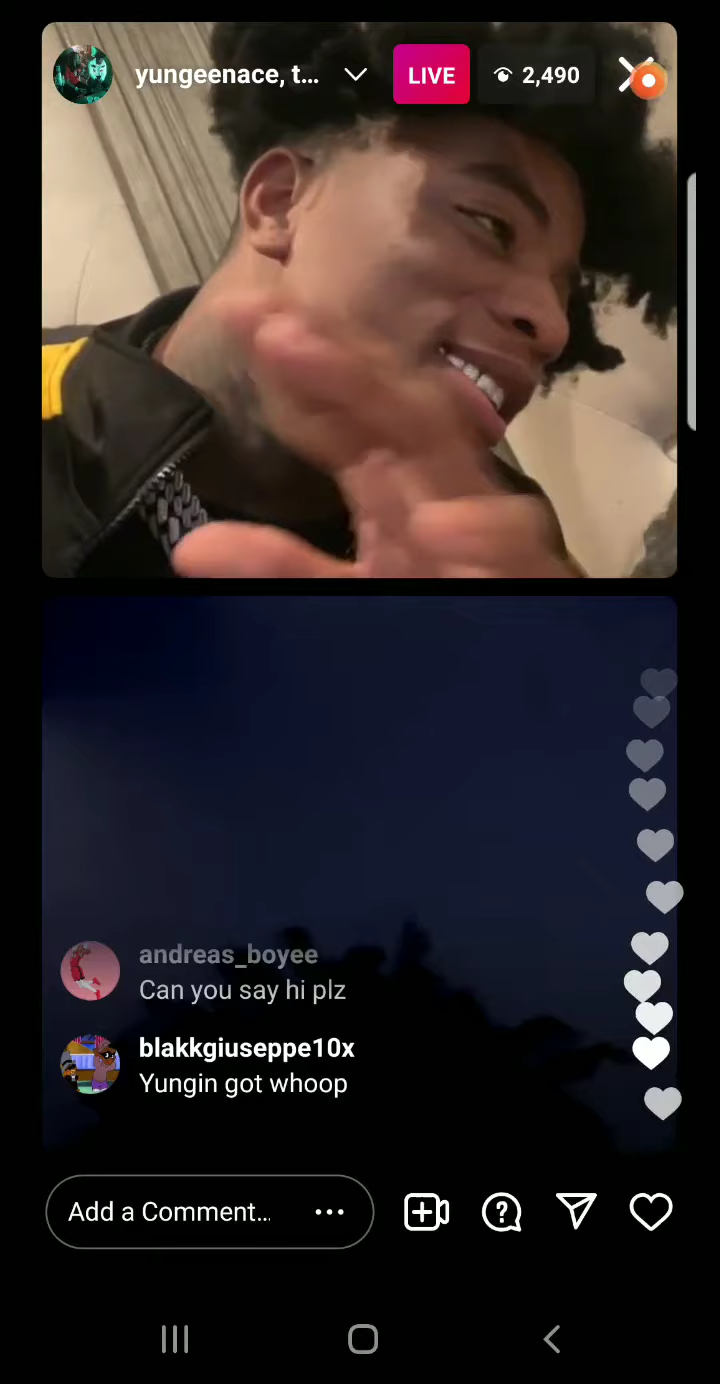 yungeenace, t...
LIVE
2,490
andreas_boyee
Can you say hi plz
blakkgiuseppe10x
Yungin got whoop
Add a Comment...